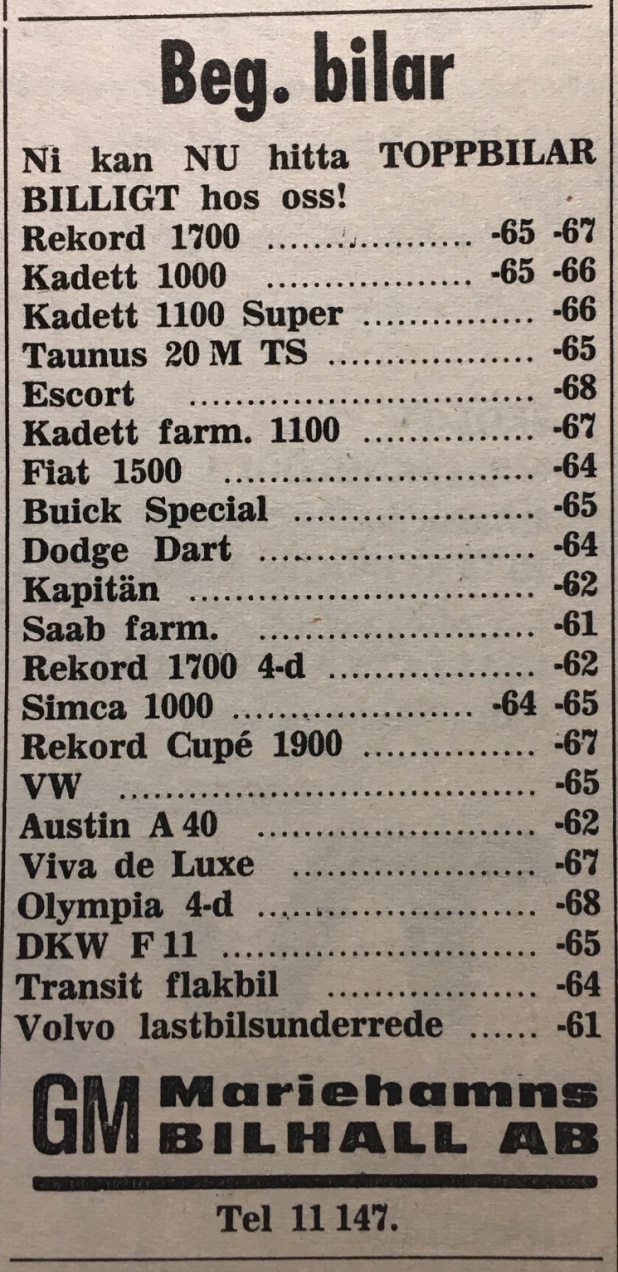 Beg. bilar
Ni kan NU hitta TOPPBILAR
BILLIGT hos oss!
Rekord 1700 .................. -65 -67
Kadett 1000 .................. -65 -66
Kadett 1100 Super ............... -66
Taunus 20 M TS .................. -65
Escort .............................. -68
Kadett farm. 1100 ............... -67
Fiat 1500 ........................... -64
Buick Special ..................... -65
Dodge Dart ........................ -64
Kapitän .............................. -62
Saab farm. ........................ -61
Rekord 1700 4-d .................. -62
Simca 1000 ..................... -64 -65
Rekord Cupé 1900 ............... -67
VW .................................... -65
Austin A 40 ........................ -62
Viva de Luxe ..................... -67
Olympia 4-d ........................ -68
DKW F 11 ........................... -65
Transit flakbil .................. -64
Volvo lastbilsunderrede ...... -61
GM Mariehamns
BILHALL AB
Tel 11 147.